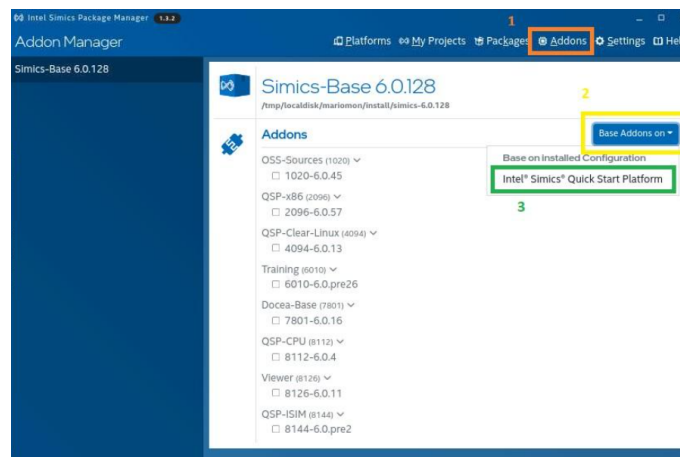 Intel Simics Package Manager 1.3.2
1
Addon Manager
Platforms My Projects Packages Addons Settings Hel
Simics-Base 6.0.128
Simics-Base 6.0.128
/tmp/localdisk/mariomon/install/simics-6.0.128
2
Addons
Base Addons on
Base on Installed Configuration
Intel® Simics® Quick Start Platform
3
OSS-Sources (1020)
1020-6.0.45
QSP-x86 (2096)
2096-6.0.57
QSP-Clear-Linux (4094)
4094-6.0.13
Training (6010)
6010-6.0.pre26
Docea-Base (7801)
7801-6.0.16
QSP-CPU (8112)
8112-6.0.4
Viewer (8126)
8126-6.0.11
QSP-ISIM (8144)
8144-6.0.pre2